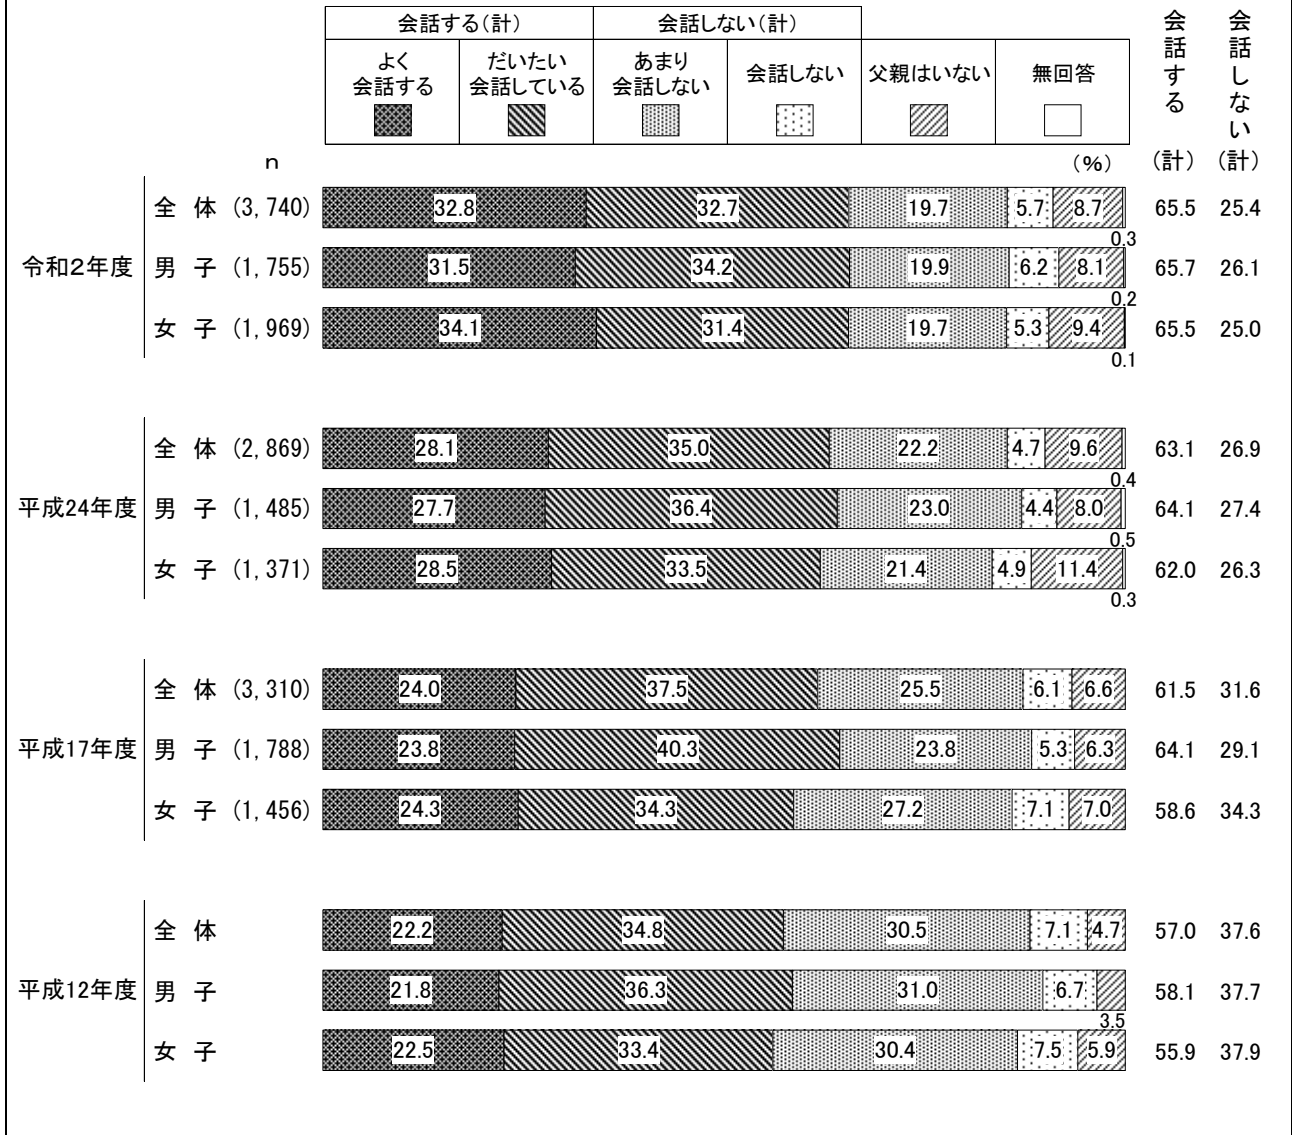 会話する（計） 会話しない（計）
よく会話する だいたい会話している あまり会話しない 会話しない 父親はいない 無回答
会話する（計） 会話しない（計）
n （％）
令和2年度
全 体 (3,740) 32.8 32.7 19.7 5.7 8.7 0.3 65.5 25.4
男 子 (1,755) 31.5 34.2 19.9 6.2 8.1 0.2 65.7 26.1
女 子 (1,969) 34.1 31.4 19.7 5.3 9.4 0.1 65.5 25.0
平成24年度
全 体 (2,869) 28.1 35.0 22.2 4.7 9.6 0.4 63.1 26.9
男 子 (1,485) 27.7 36.4 23.0 4.4 8.0 0.5 64.1 27.4
女 子 (1,371) 28.5 33.5 21.4 4.9 11.4 0.3 62.0 26.3
平成17年度
全 体 (3,310) 24.0 37.5 25.5 6.1 6.6 61.5 31.6
男 子 (1,788) 23.8 40.3 23.8 5.3 6.3 64.1 29.1
女 子 (1,456) 24.3 34.3 27.2 7.1 7.0 58.6 34.3
平成12年度
全 体 22.2 34.8 30.5 7.1 4.7 57.0 37.6
男 子 21.8 36.3 31.0 6.7 3.5 58.1 37.7
女 子 22.5 33.4 30.4 7.5 5.9 55.9 37.9